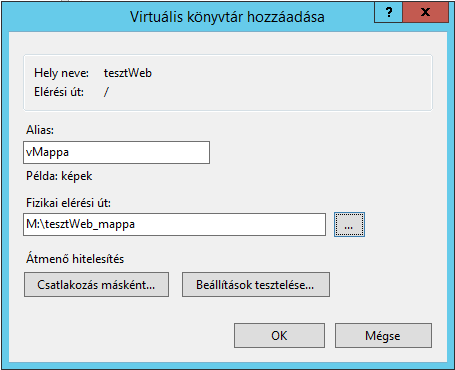 Virtuális könyvtár hozzáadása
? x
Hely neve: tesztWeb
Elérési út: /
Alias:
vMappa
Példa: képek
Fizikai elérési út:
M:\tesztWeb_mappa
...
Átmenő hitelesítés
Csatlakozás másként... Beállítások tesztelése...
OK Mégse